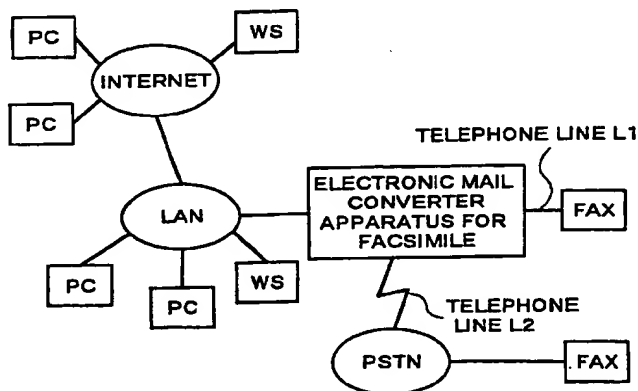 PC
WS
INTERNET
PC
TELEPHONE LINE L1
ELECTRONIC MAIL
CONVERTER
APPARATUS FOR
FACSIMILE
FAX
LAN
PC
PC
WS
TELEPHONE
LINE L2
PSTN
FAX